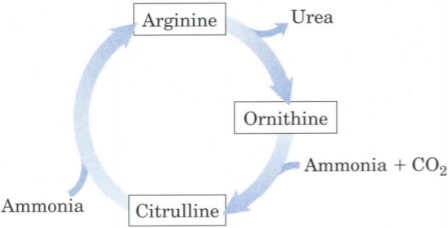 Arginine
Urea
Ornithine
Ammonia + CO₂
Citrulline
Ammonia